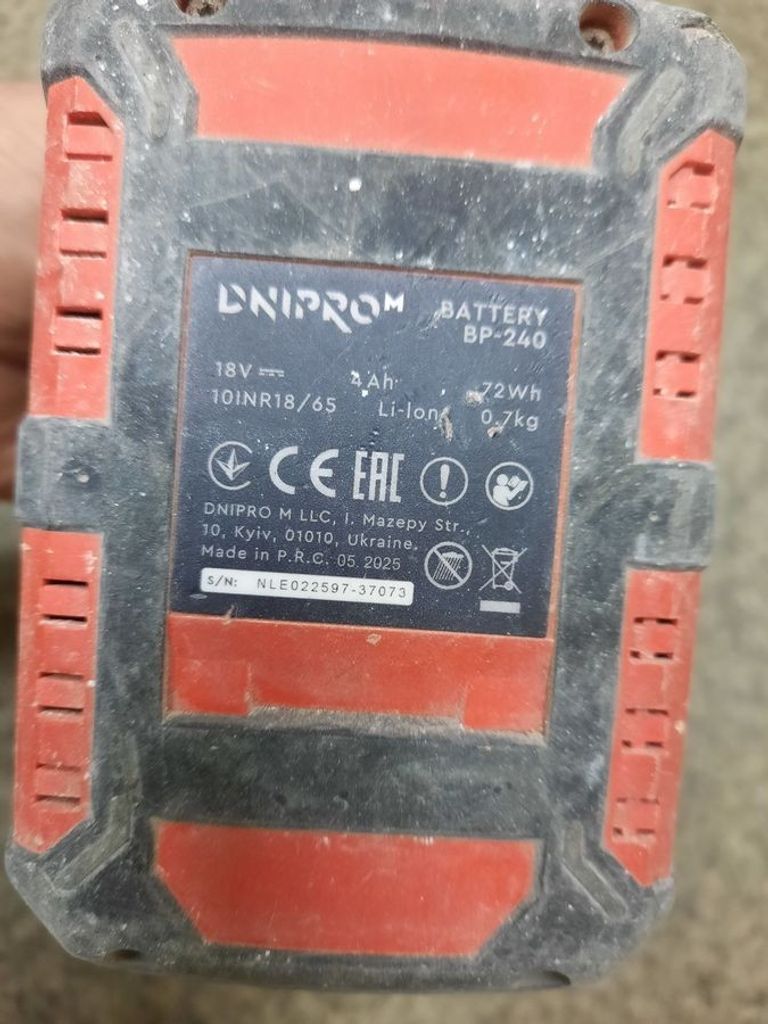 DNIPRO M
BATTERY
BP-240
18V 4Ah 72Wh
10INR18/65 Li-Ion 0,7kg
CE EAC
DNIPRO M LLC, I. Mazepy Str.,
10, Kyiv, 01010, Ukraine.
Made in P.R.C. 05 2025
S/N: NLE022597-37073